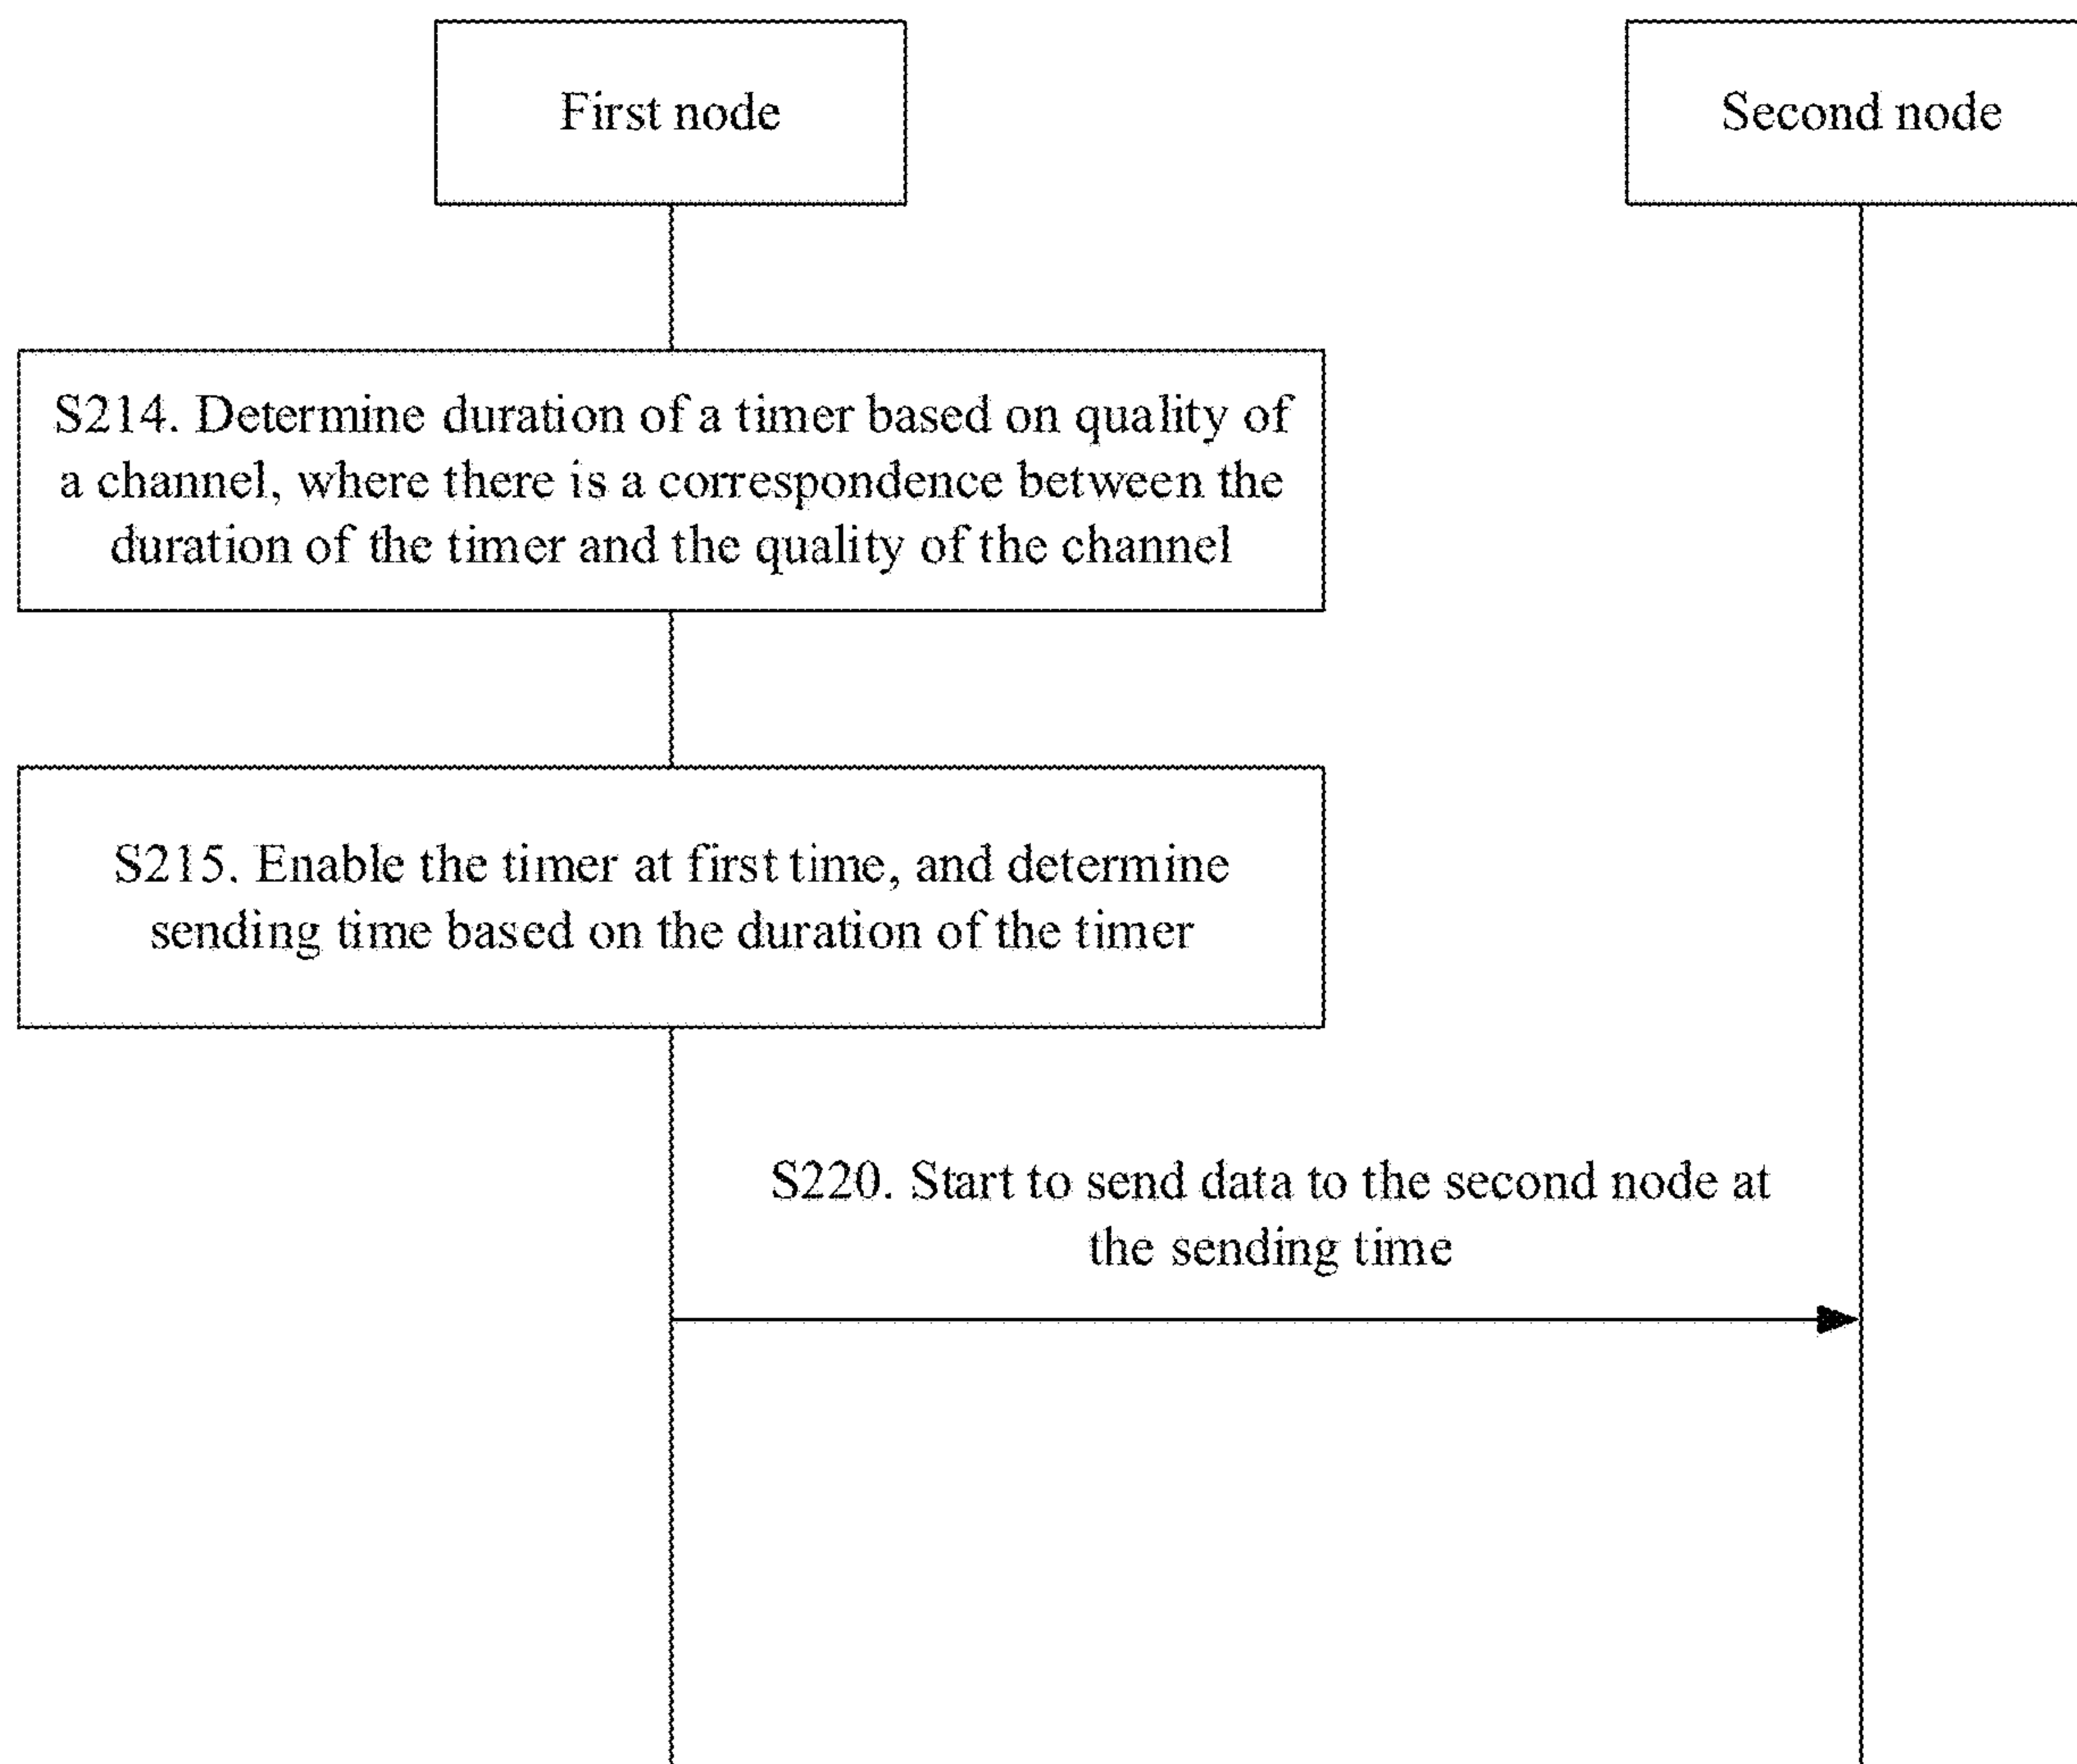 First node
Second node
S214. Determine duration of a timer based on quality of
a channel, where there is a correspondence between the
duration of the timer and the quality of the channel
S215. Enable the timer at first time, and determine
sending time based on the duration of the timer
S220. Start to send data to the second node at
the sending time